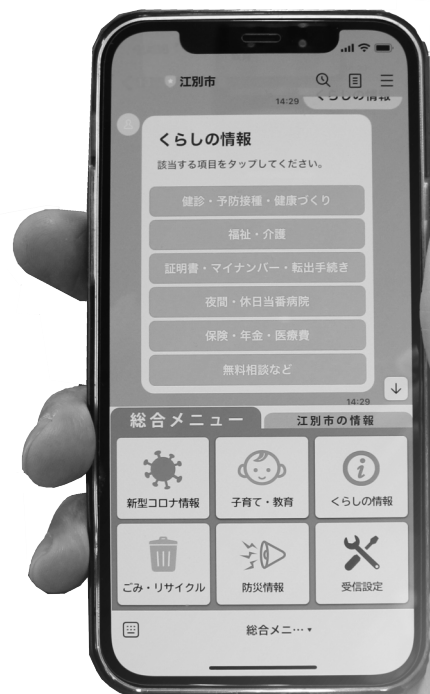 江別市
14:29
くらしの情報
くらしの情報
該当する項目をタップしてください。
健診・予防接種・健康づくり
福祉・介護
証明書・マイナンバー・転出手続き
夜間・休日当番病院
保険・年金・医療費
無料相談など
14:29
総合メニュー
江別市の情報
新型コロナ情報
子育て・教育
くらしの情報
ごみ・リサイクル
防災情報
受信設定
総合メニ…▼